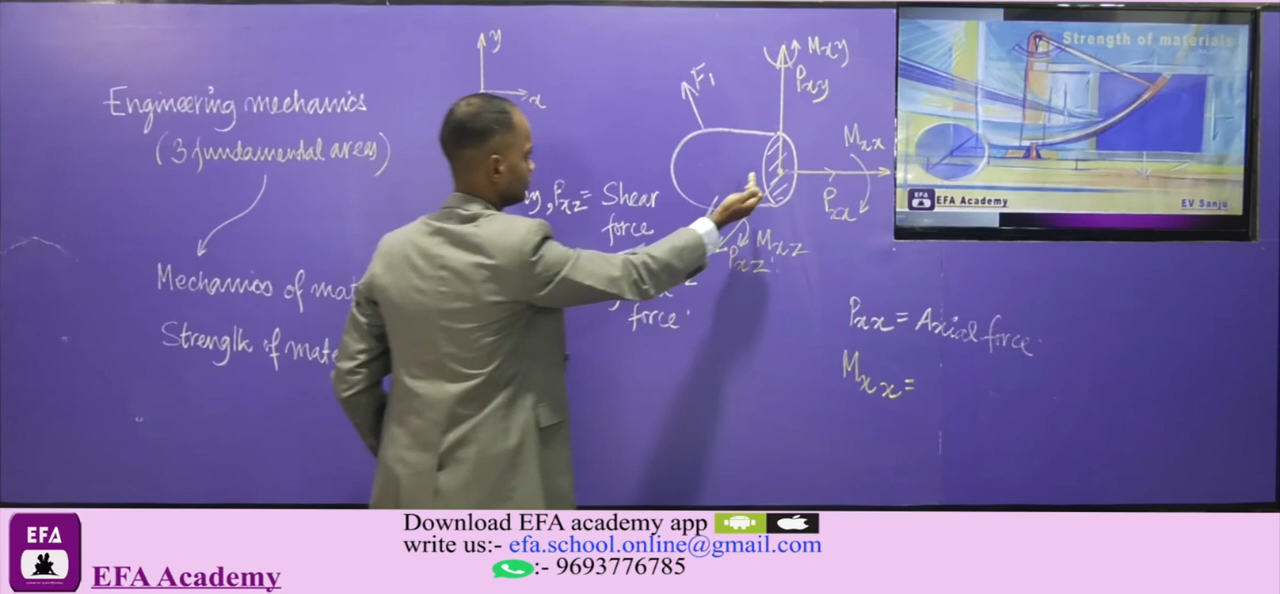 Engineering mechanics
(3 fundamental areas)
Mechanics of mat
Strength of mate
y
x
F1
Mxy
Pxy
Mxx
Pxx
Mxz
Pxz
y, Pxz = Shear
force
force
Pxx = Axial force
Mxx =
Strength of materials
EFA Academy
EV Sanju
Download EFA academy app
write us:- efa.school.online@gmail.com
:- 9693776785
EFA
EFA Academy